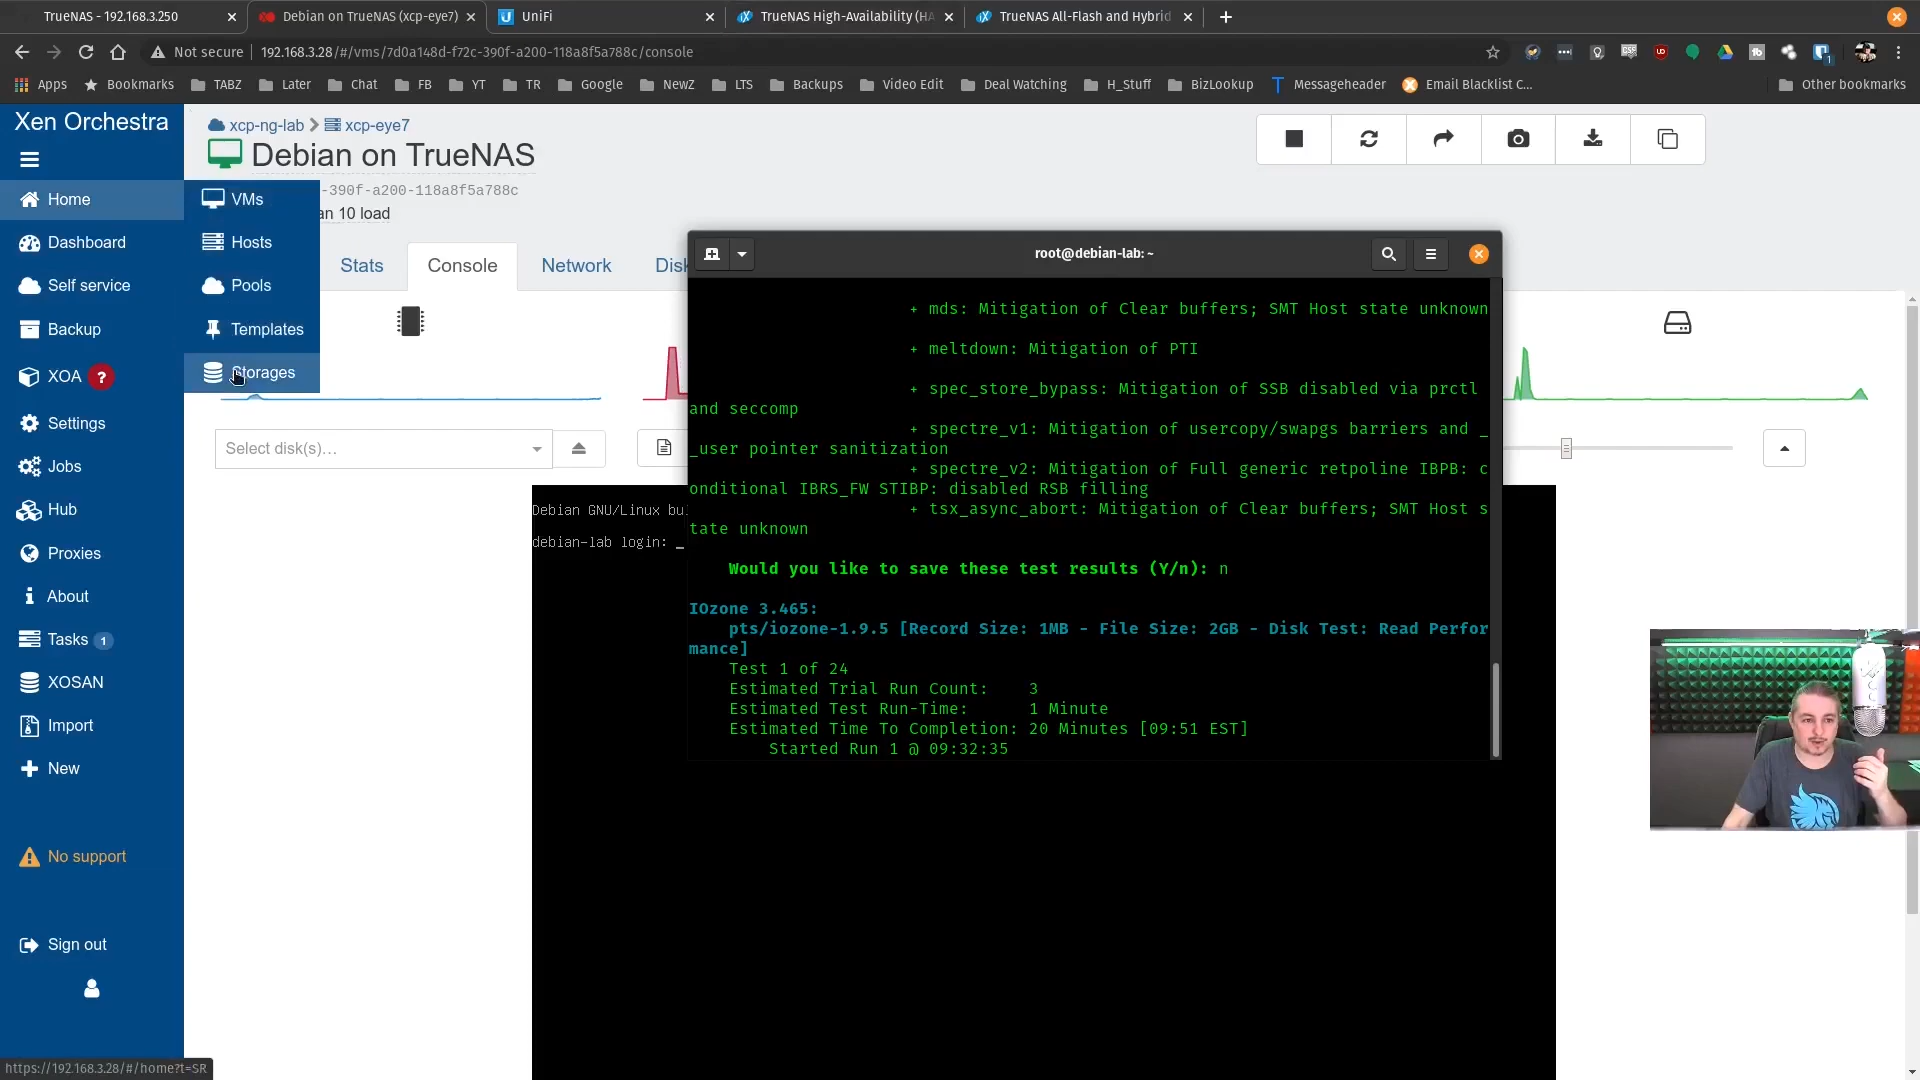 TrueNAS - 192.168.3.250
Debian on TrueNAS (xcp-eye7)
UniFi
TrueNAS High-Availability (HA
TrueNAS All-Flash and Hybrid
Not secure
192.168.3.28/#/vms/7d0a148d-f72c-390f-a200-118a8f5a788c/console
Apps
Bookmarks
TABZ
Later
Chat
FB
YT
TR
Google
NewZ
LTS
Backups
Video Edit
Deal Watching
H_Stuff
BizLookup
Messageheader
Email Blacklist C...
Other bookmarks
Xen Orchestra
Home
Dashboard
Self service
Backup
XOA ?
Settings
Jobs
Hub
Proxies
About
Tasks 1
XOSAN
Import
New
No support
Sign out
VMs
Hosts
Pools
Templates
Storages
xcp-ng-lab
xcp-eye7
Debian on TrueNAS
-390f-a200-118a8f5a788c
an 10 load
Stats
Console
Network
Disk
Select disk(s)...
Debian GNU/Linux bu
debian-lab login: _
root@debian-lab: ~
+ mds: Mitigation of Clear buffers; SMT Host state unknown
+ meltdown: Mitigation of PTI
+ spec_store_bypass: Mitigation of SSB disabled via prctl
and seccomp
+ spectre_v1: Mitigation of usercopy/swapgs barriers and _
_user pointer sanitization
+ spectre_v2: Mitigation of Full generic retpoline IBPB: c
onditional IBRS_FW STIBP: disabled RSB filling
+ tsx_async_abort: Mitigation of Clear buffers; SMT Host s
tate unknown
Would you like to save these test results (Y/n): n
IOzone 3.465:
pts/iozone-1.9.5 [Record Size: 1MB - File Size: 2GB - Disk Test: Read Perfor
mance]
Test 1 of 24
Estimated Trial Run Count: 3
Estimated Test Run-Time: 1 Minute
Estimated Time To Completion: 20 Minutes [09:51 EST]
Started Run 1 @ 09:32:35
https://192.168.3.28/#/home?t=SR